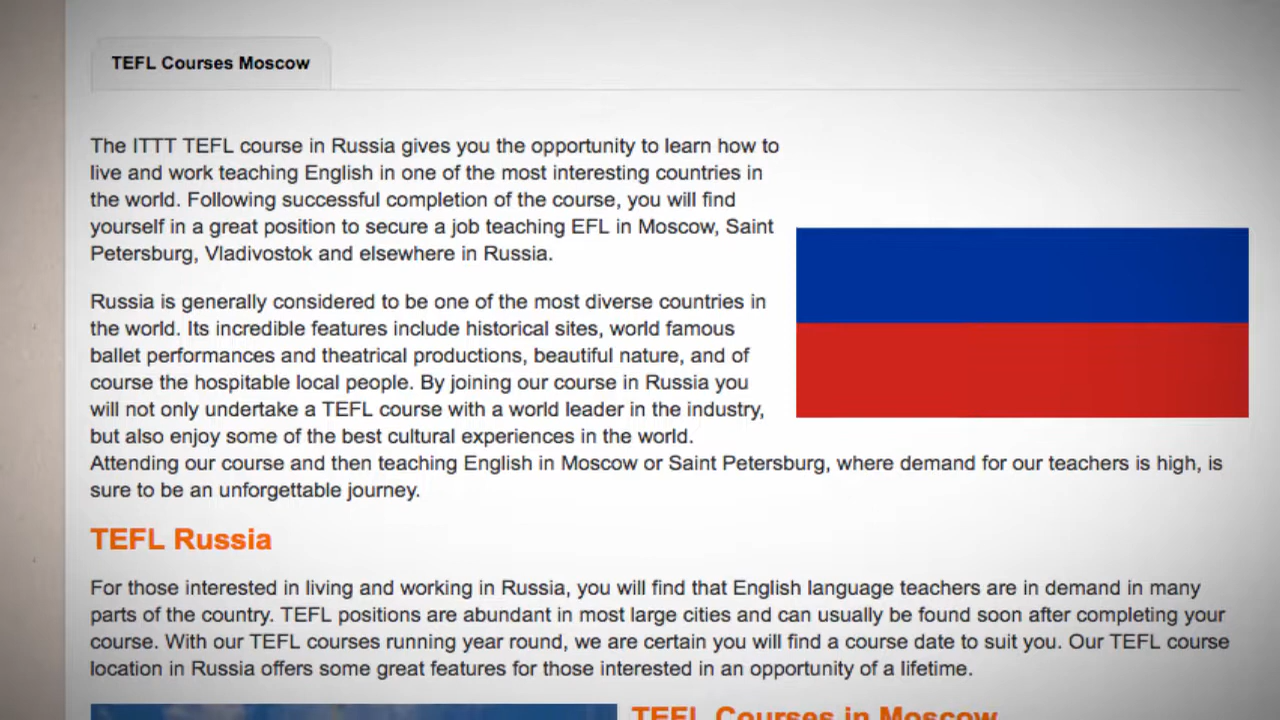 TEFL Courses Moscow
The ITTT TEFL course in Russia gives you the opportunity to learn how to
live and work teaching English in one of the most interesting countries in
the world. Following successful completion of the course, you will find
yourself in a great position to secure a job teaching EFL in Moscow, Saint
Petersburg, Vladivostok and elsewhere in Russia.
Russia is generally considered to be one of the most diverse countries in
the world. Its incredible features include historical sites, world famous
ballet performances and theatrical productions, beautiful nature, and of
course the hospitable local people. By joining our course in Russia you
will not only undertake a TEFL course with a world leader in the industry,
but also enjoy some of the best cultural experiences in the world.
Attending our course and then teaching English in Moscow or Saint Petersburg, where demand for our teachers is high, is
sure to be an unforgettable journey.
TEFL Russia
For those interested in living and working in Russia, you will find that English language teachers are in demand in many
parts of the country. TEFL positions are abundant in most large cities and can usually be found soon after completing your
course. With our TEFL courses running year round, we are certain you will find a course date to suit you. Our TEFL course
location in Russia offers some great features for those interested in an opportunity of a lifetime.
TEFL Courses in Moscow